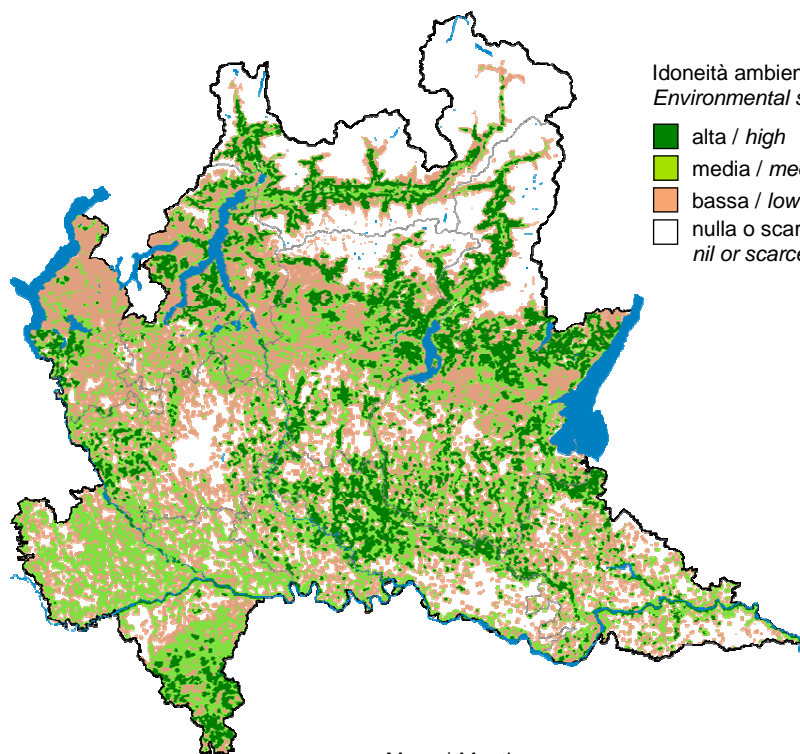 Idoneità ambien
Environmental s
alta / high
media / me
bassa / low
nulla o scar
nil or scarce